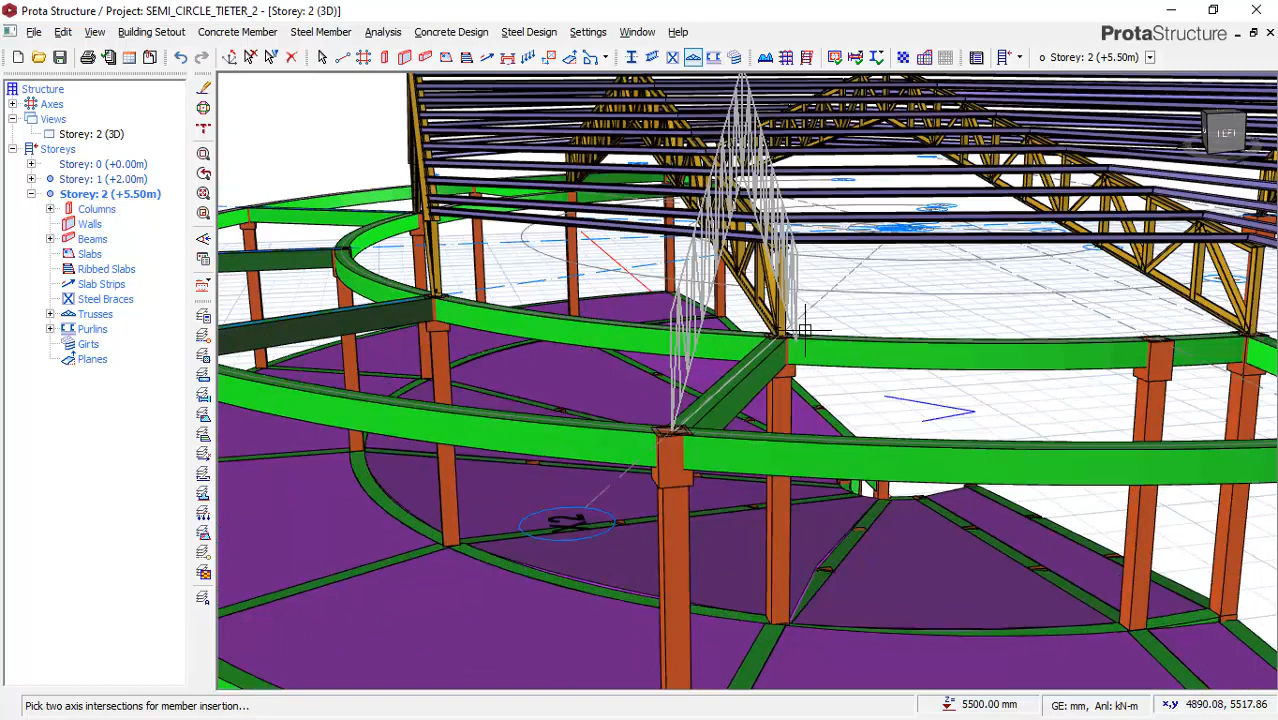 Prota Structure / Project: SEMI_CIRCLE_TIETER_2 - [Storey: 2 (3D)]
File Edit View Building Setout Concrete Member Steel Member Analysis Concrete Design Steel Design Settings Window Help
ProtaStructure
o Storey: 2 (+5.50m)
Structure
Axes
Views
Storey: 2 (3D)
Storeys
Storey: 0 (+0.00m)
Storey: 1 (+2.00m)
Storey: 2 (+5.50m)
Columns
Walls
Beams
Slabs
Ribbed Slabs
Slab Strips
Steel Braces
Trusses
Purlins
Girts
Planes
LEFT
12
Pick two axis intersections for member insertion...
Z= 5500.00 mm
GE: mm, Anl: kN-m
x,y 4890.08, 5517.86